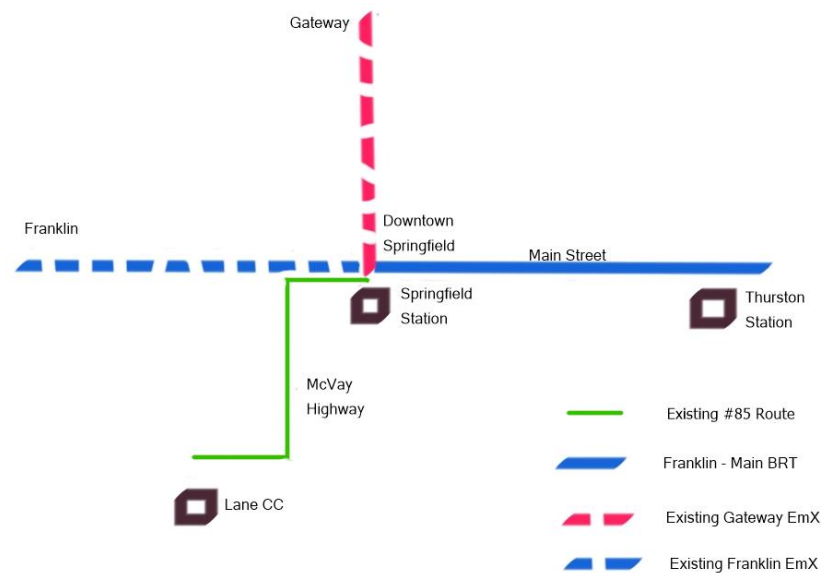 Gateway
Franklin
Downtown
Springfield
Main Street
Springfield
Station
Thurston
Station
McVay
Highway
Lane CC
Existing #85 Route
Franklin - Main BRT
Existing Gateway EmX
Existing Franklin EmX